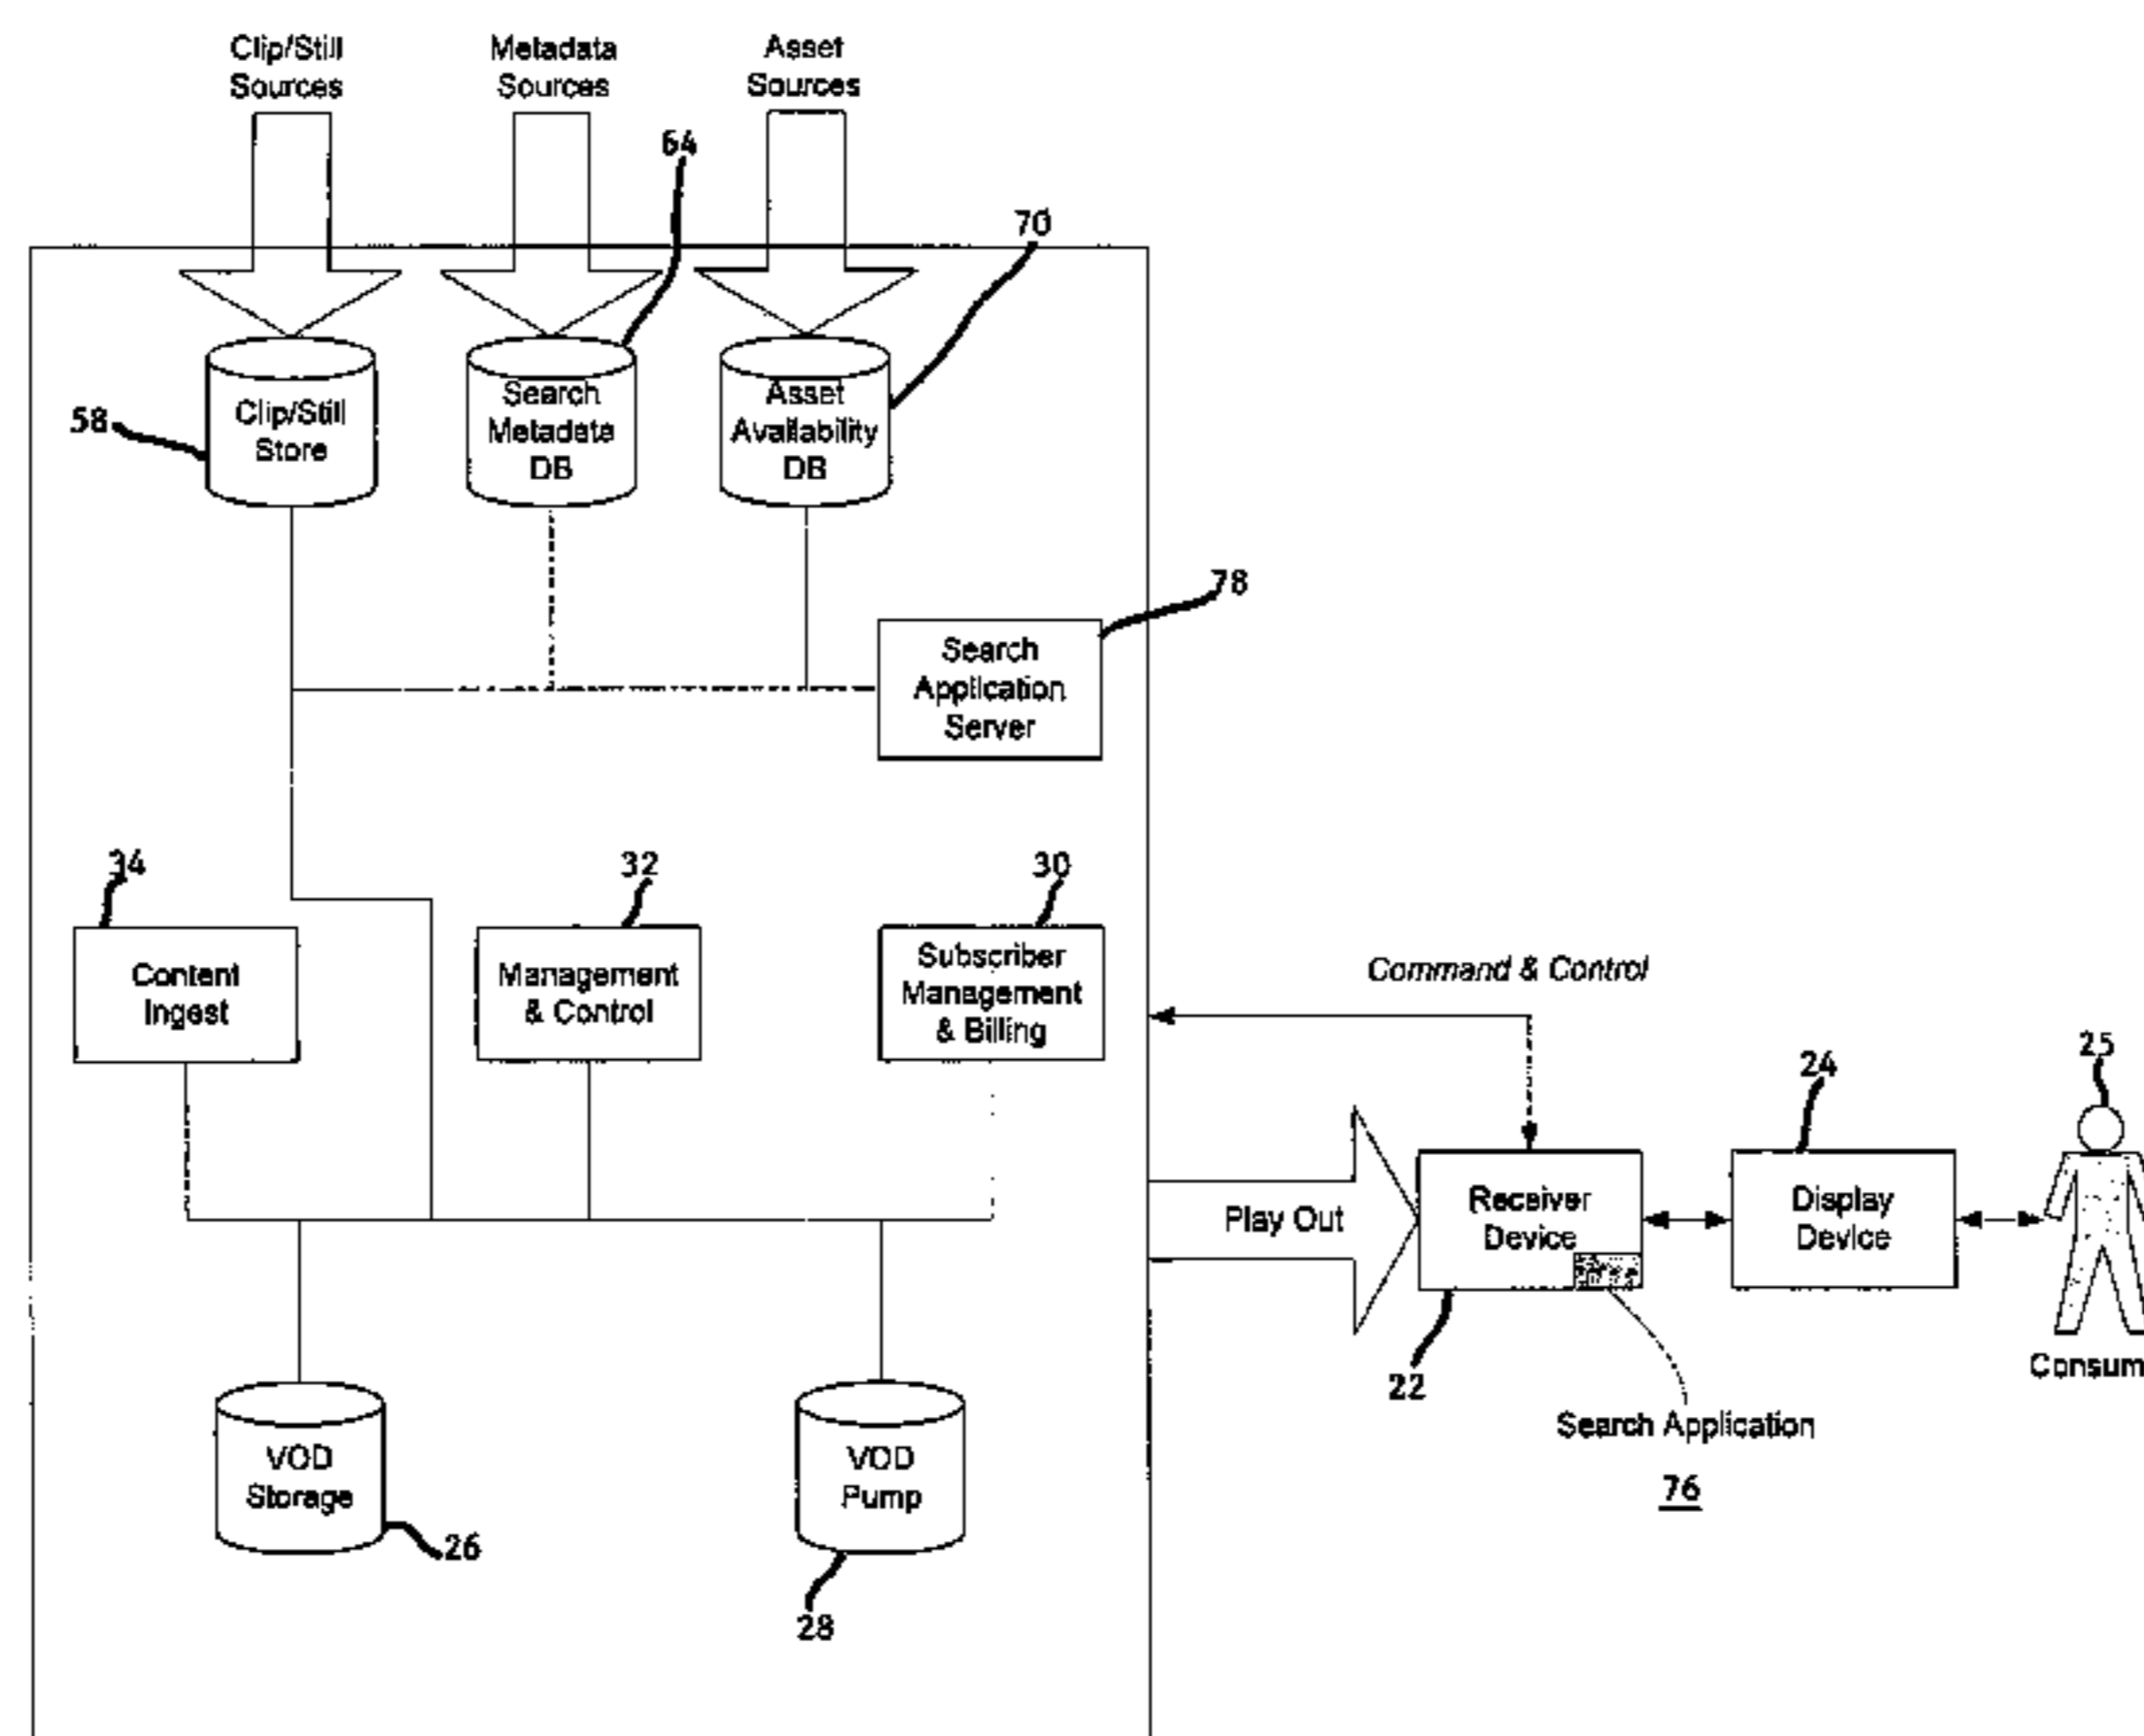 Clip/Still
Sources
Metadata
Sources
Asset
Sources
64
70
58
Clip/Still
Store
Search
Metadata
DB
Asset
Availability
DB
78
Search
Application
Server
34
32
30
Content
Ingest
Management
& Control
Subscriber
Management
& Billing
Command & Control
25
24
Play Out
Receiver
Device
Display
Device
22
Consum
Search Application
76
VOD
Storage
VOD
Pump
26
28